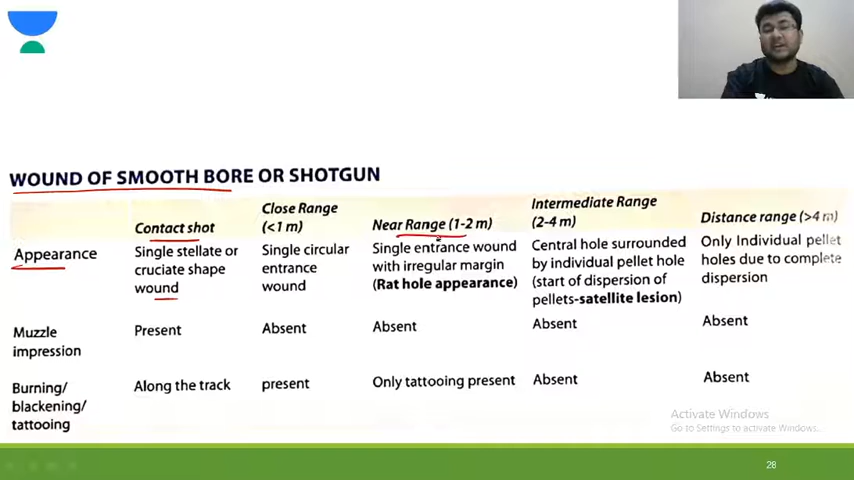 WOUND OF SMOOTH BORE OR SHOTGUN
Contact shot
Close Range
(<1 m)
Near Range (1-2 m)
Intermediate Range
(2-4 m)
Distance range (>4 m)
Appearance
Single stellate or
cruciate shape
wound
Single circular
entrance
wound
Single entrance wound
with irregular margin
(Rat hole appearance)
Central hole surrounded
by individual pellet hole
(start of dispersion of
pellets-satellite lesion)
Only Individual pellet
holes due to complete
dispersion
Muzzle
impression
Present
Absent
Absent
Absent
Absent
Burning/
blackening/
tattooing
Along the track
present
Only tattooing present
Absent
Absent
Activate Windows
Go to Settings to activate Windows.
28